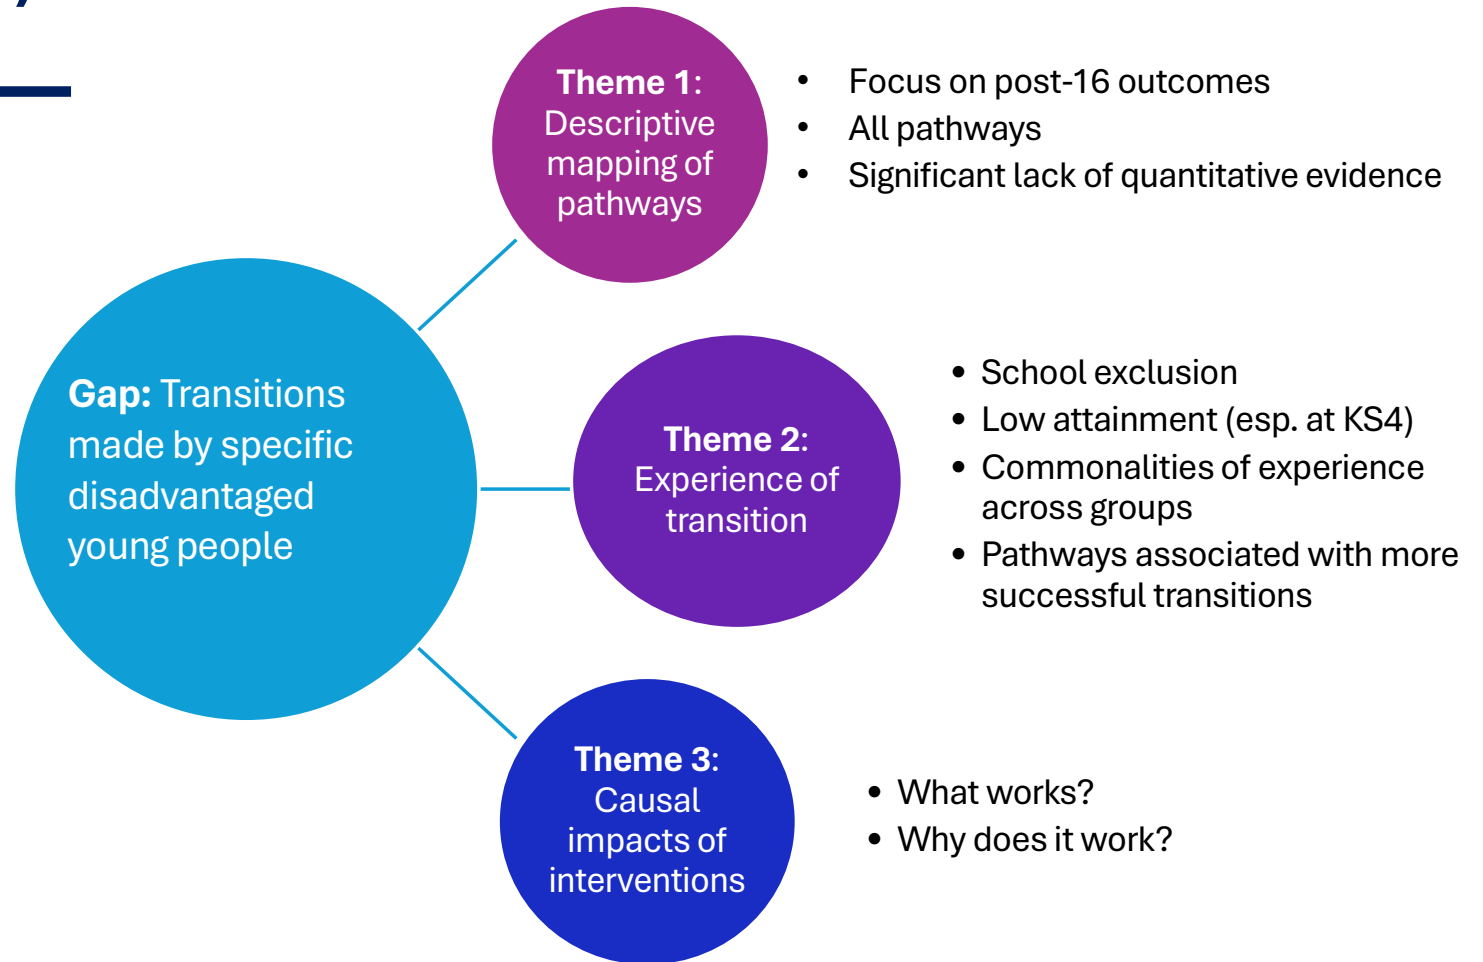 Theme 1:
Descriptive
mapping of
pathways
• Focus on post-16 outcomes
• All pathways
• Significant lack of quantitative evidence
Gap: Transitions
made by specific
disadvantaged
young people
Theme 2:
Experience of
transition
• School exclusion
• Low attainment (esp. at KS4)
• Commonalities of experience
across groups
• Pathways associated with more
successful transitions
Theme 3:
Causal
impacts of
interventions
• What works?
• Why does it work?